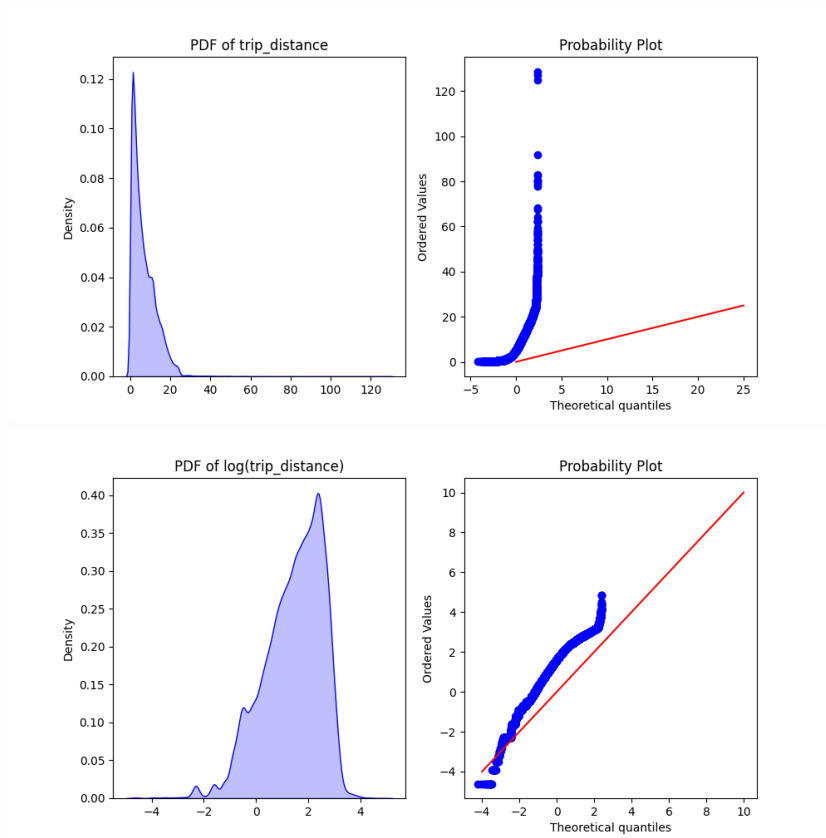 PDF of trip_distance
Probability Plot
0.12
0.10
0.08
0.06
0.04
0.02
0.00
Density
0 20 40 60 80 100 120
120
100
80
60
40
20
0
Ordered Values
−5 0 5 10 15 20 25
Theoretical quantiles
PDF of log(trip_distance)
Probability Plot
0.40
0.35
0.30
0.25
0.20
0.15
0.10
0.05
0.00
Density
−4 −2 0 2 4
10
8
6
4
2
0
−2
−4
Ordered Values
−4 −2 0 2 4 6 8 10
Theoretical quantiles